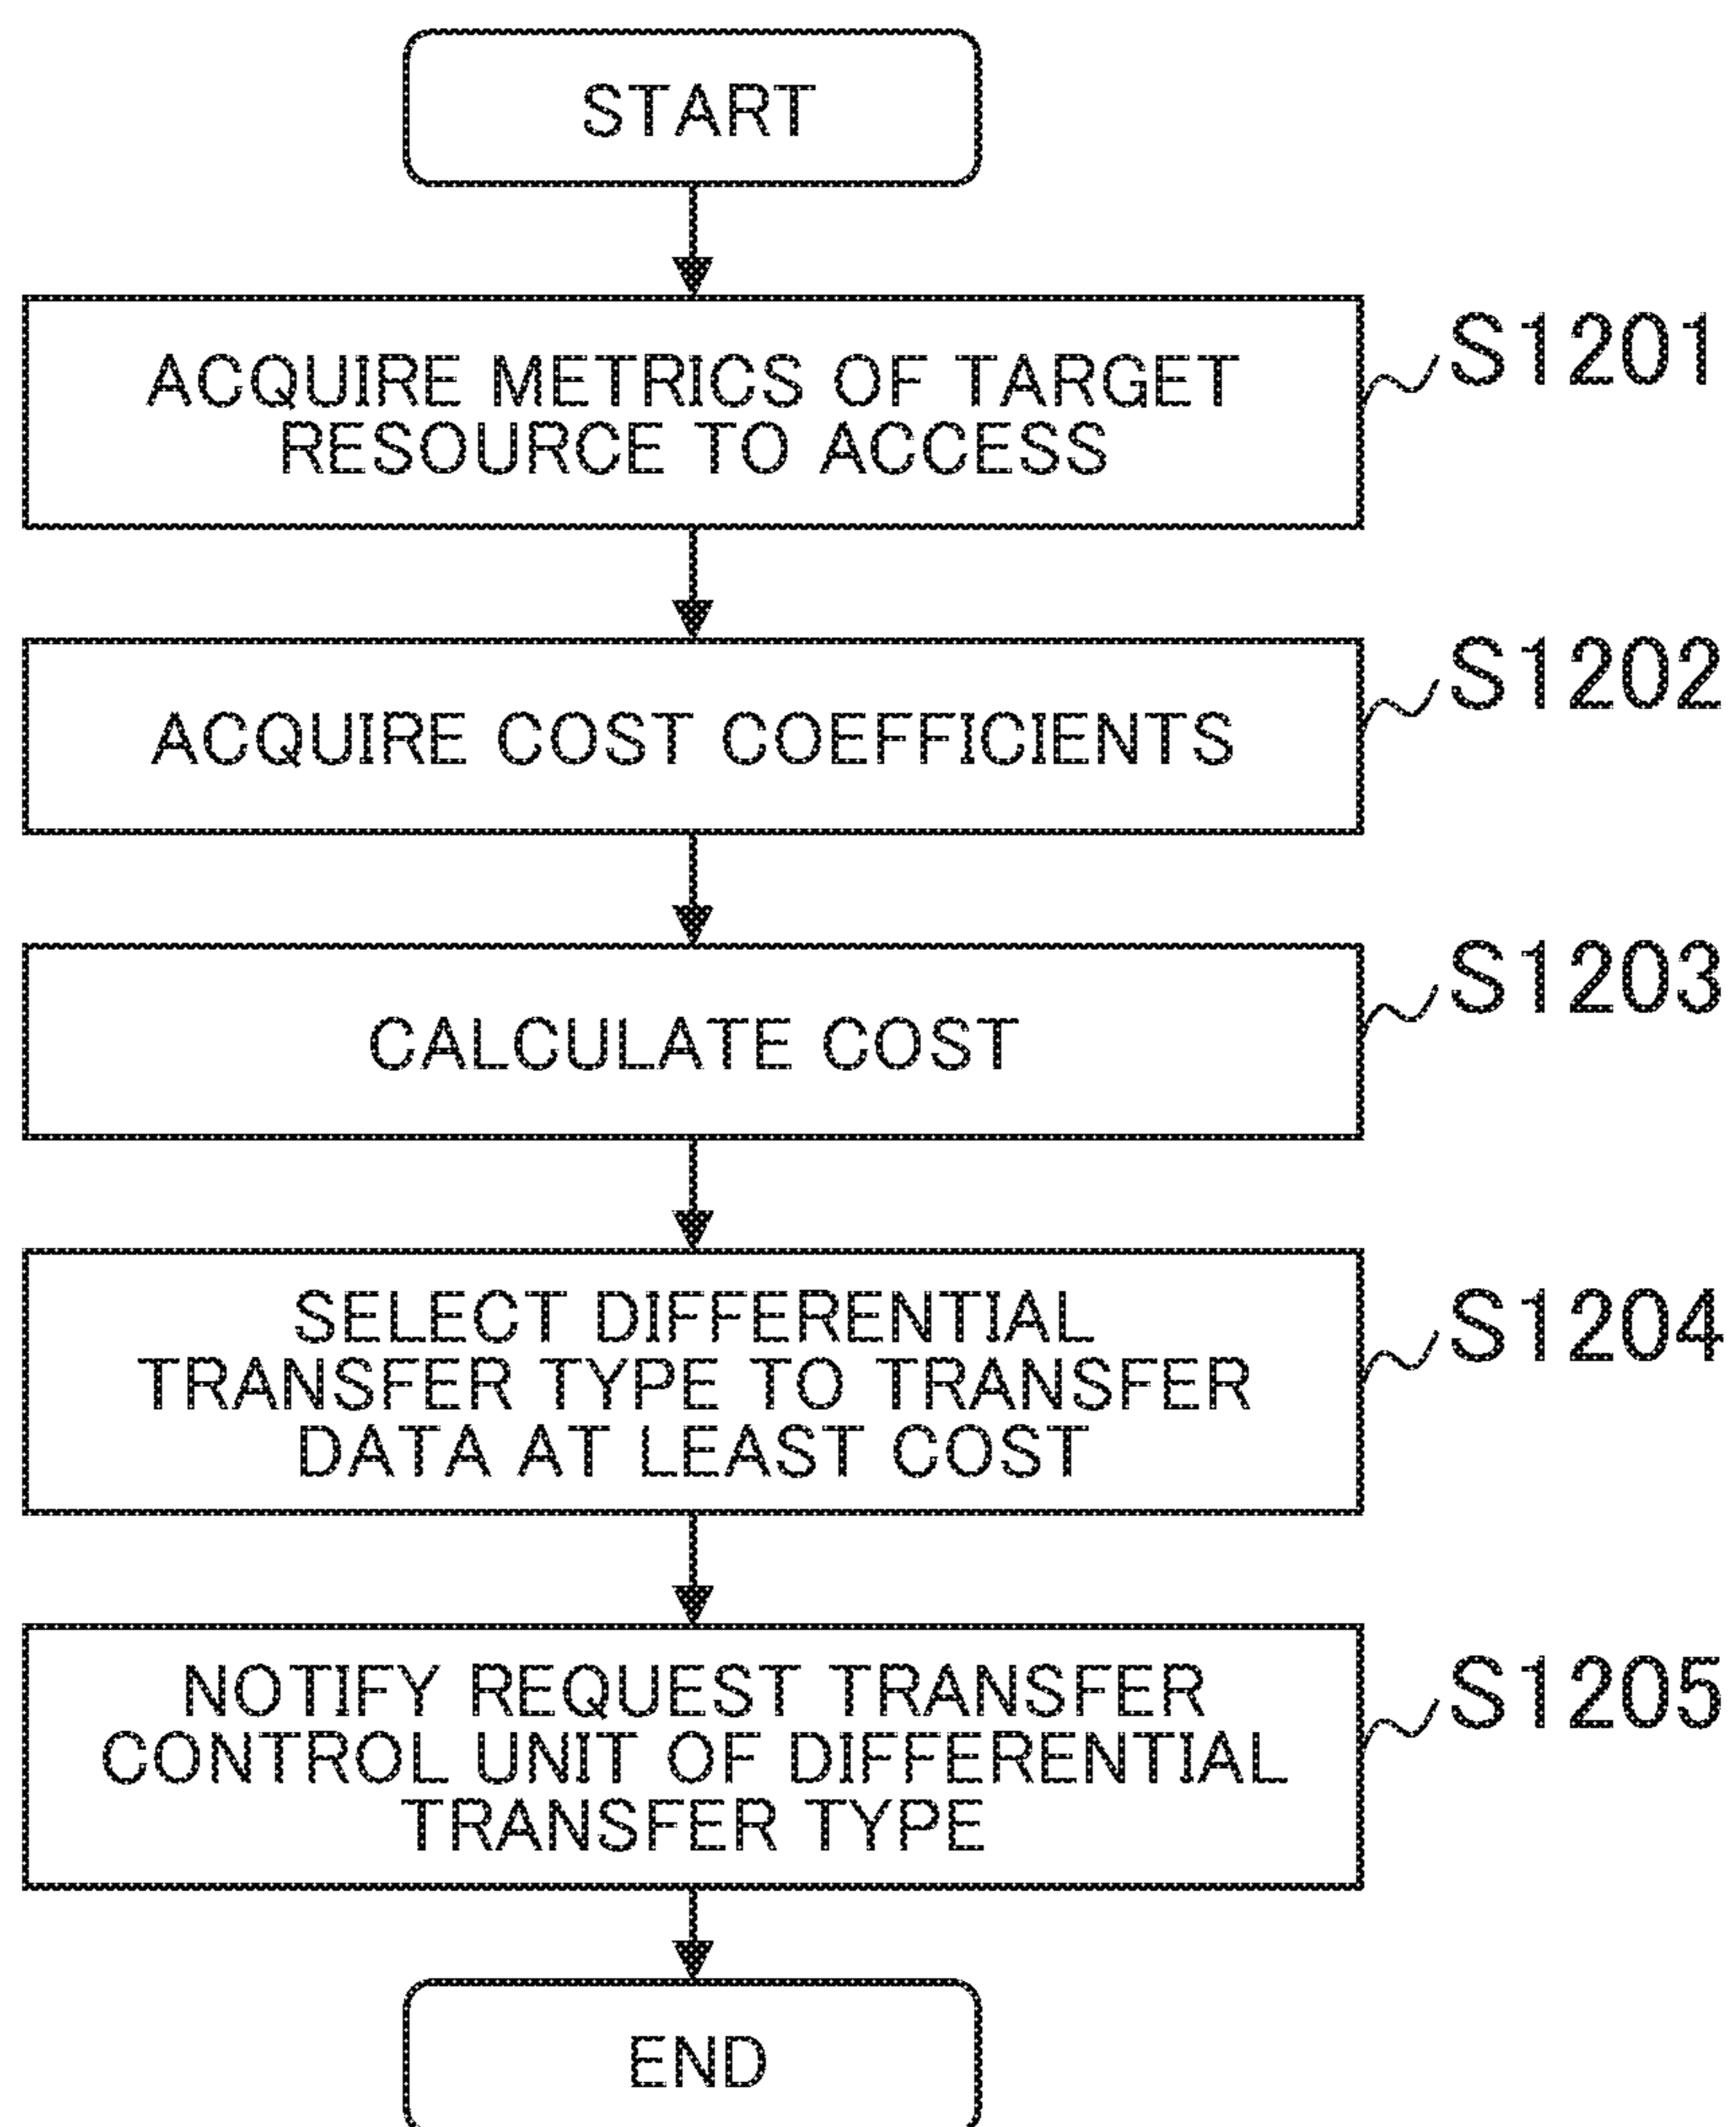 START
ACQUIRE METRICS OF TARGET
RESOURCE TO ACCESS
S1201
ACQUIRE COST COEFFICIENTS
S1202
CALCULATE COST
S1203
SELECT DIFFERENTIAL
TRANSFER TYPE TO TRANSFER
DATA AT LEAST COST
S1204
NOTIFY REQUEST TRANSFER
CONTROL UNIT OF DIFFERENTIAL
TRANSFER TYPE
S1205
END